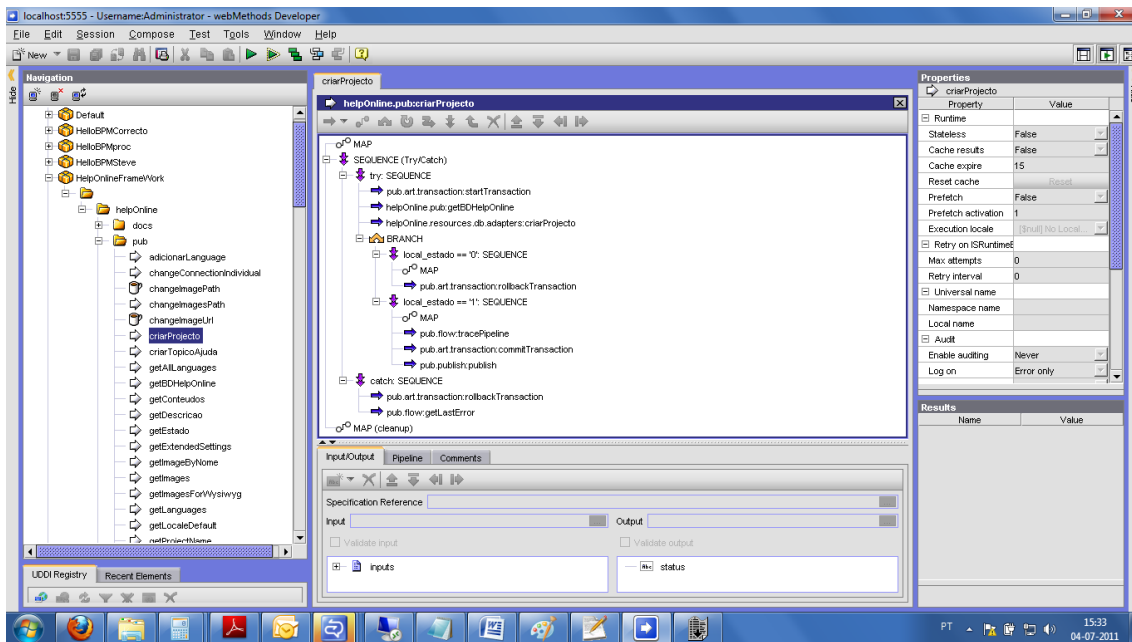 localhost:5555 - Username:Administrator - webMethods Developer
File Edit Session Compose Test Tools Window Help
New
Hide
Navigation
Default
HelloBPMCorrecto
HelloBPMproc
HelloBPMSteve
HelpOnlineFrameWork
helpOnline
docs
pub
adicionarLanguage
changeConnectionIndividual
changeImagePath
changeImagesPath
changeImageUrl
criarProjecto
criarTopicoAjuda
getAllLanguages
getBDHelpOnline
getConteudos
getDescricao
getEstado
getExtendedSettings
getImageByNome
getImages
getImagesForWysiwyg
getLanguages
getLocaleDefault
getProjectName
UDDI Registry Recent Elements
criarProjecto
helpOnline.pub:criarProjecto
MAP
SEQUENCE (Try/Catch)
try: SEQUENCE
pub.art.transaction:startTransaction
helpOnline.pub:getBDHelpOnline
helpOnline.resources.db.adapters:criarProjecto
BRANCH
local_estado == '0': SEQUENCE
MAP
pub.art.transaction:rollbackTransaction
local_estado == '1': SEQUENCE
MAP
pub.flow:tracePipeline
pub.art.transaction:commitTransaction
pub.publish:publish
catch: SEQUENCE
pub.art.transaction:rollbackTransaction
pub.flow:getLastError
MAP (cleanup)
Input/Output Pipeline Comments
Specification Reference
Input Output
Validate input Validate output
inputs Abc status
Properties
criarProjecto
Property Value
Runtime
Stateless False
Cache results False
Cache expire 15
Reset cache Reset
Prefetch False
Prefetch activation 1
Execution locale [$null] No Local...
Retry on ISRuntimeE
Max attempts 0
Retry interval 0
Universal name
Namespace name
Local name
Audit
Enable auditing Never
Log on Error only
Results
Name Value
PT 15:33
04-07-2011